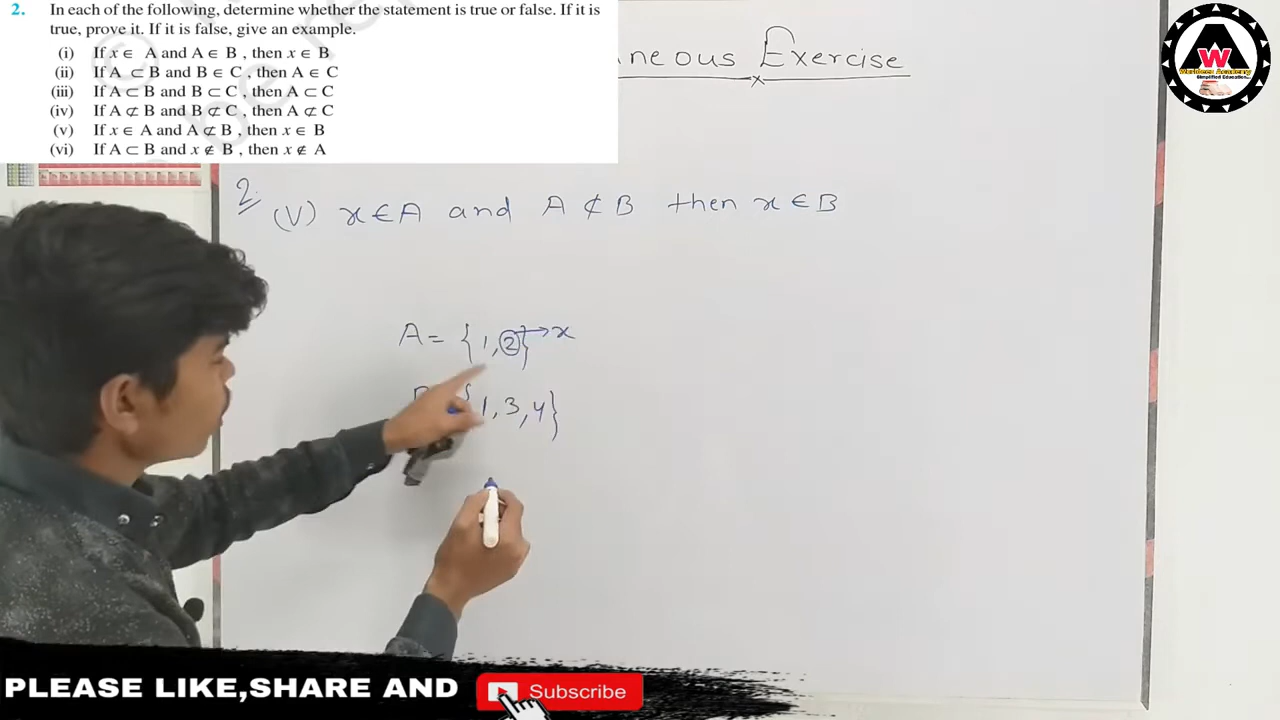 2. In each of the following, determine whether the statement is true or false. If it is
true, prove it. If it is false, give an example.
(i) If x ∈ A and A ∈ B , then x ∈ B
(ii) If A ⊂ B and B ∈ C , then A ∈ C
(iii) If A ⊂ B and B ⊂ C , then A ⊂ C
(iv) If A ⊄ B and B ⊄ C , then A ⊄ C
(v) If x ∈ A and A ⊄ B , then x ∈ B
(vi) If A ⊂ B and x ∉ B , then x ∉ A
Exercise
A
W
Simplified Education...
2.
(V) x ∈ A and A ⊄ B then x ∈ B
A = {1, 2} → x
{1, 3, 4}
PLEASE LIKE,SHARE AND
Subscribe